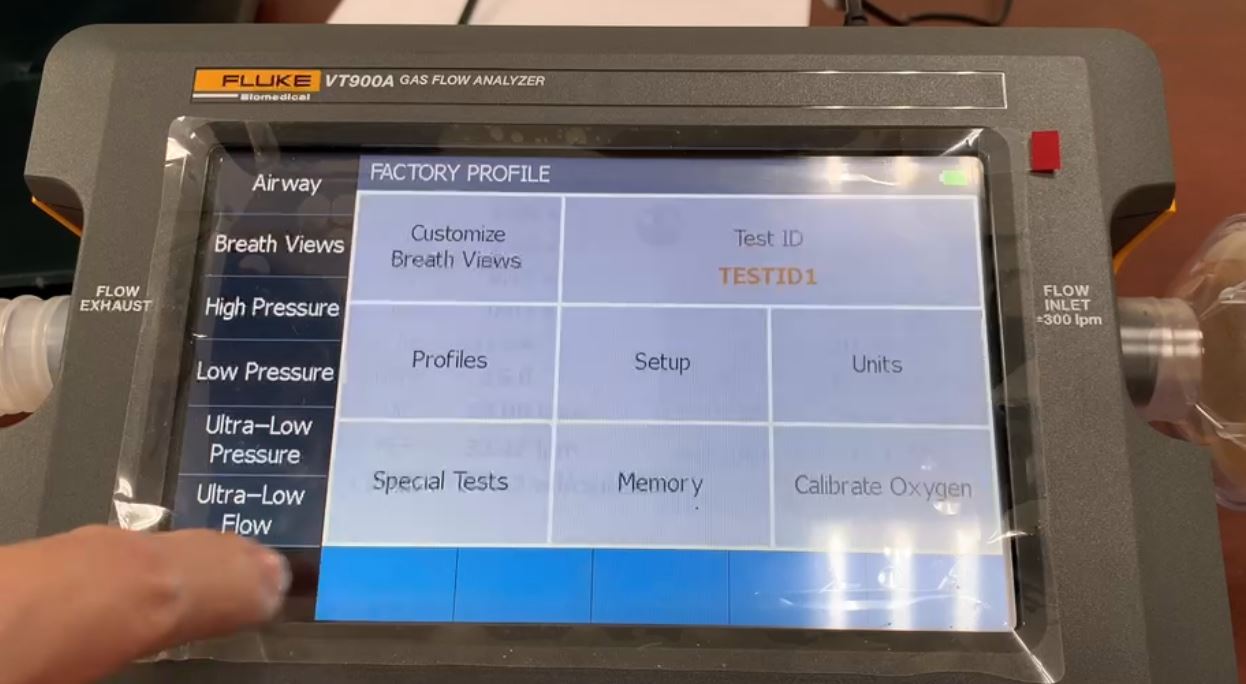 FLUKE VT900A GAS FLOW ANALYZER
Biomedical
FACTORY PROFILE
Airway
Breath Views
High Pressure
Low Pressure
Ultra-Low
Pressure
Ultra-Low
Flow
Customize
Breath Views
Test ID
TESTID1
Profiles
Setup
Units
Special Tests
Memory
Calibrate Oxygen
FLOW
EXHAUST
FLOW
INLET
±300 lpm